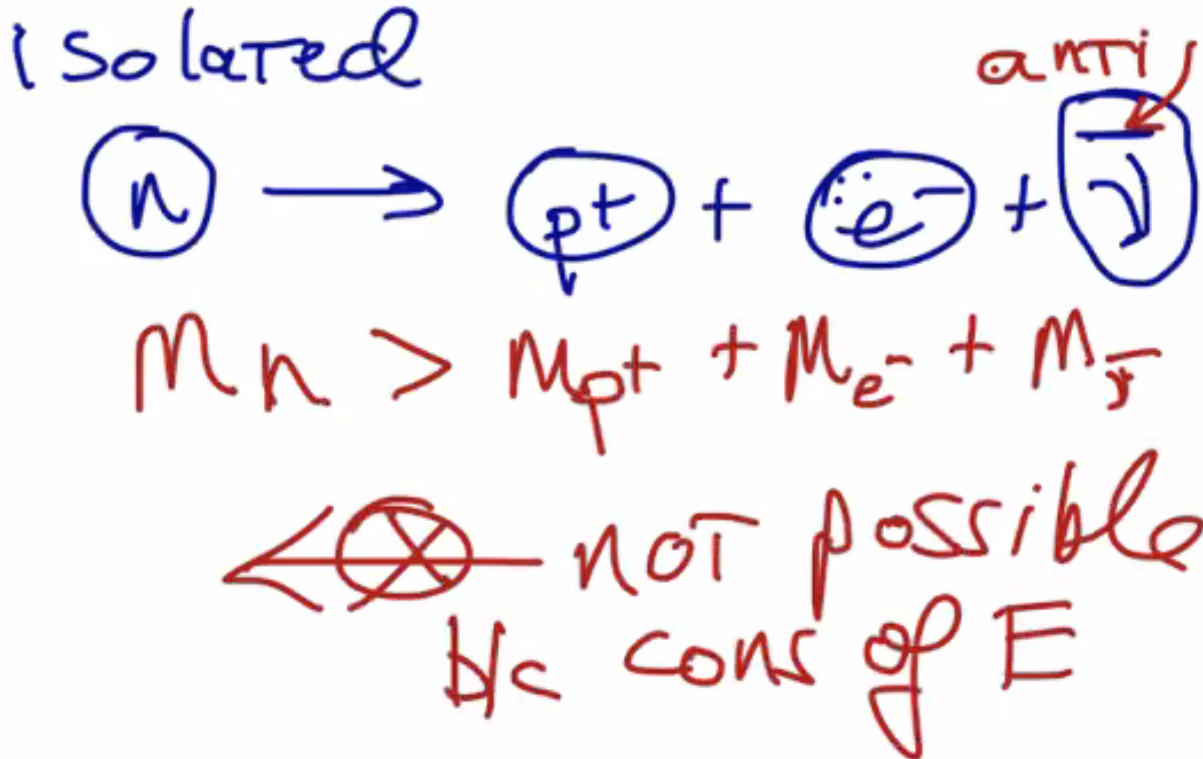 isolated
anti
n → p+ + e- + ν̄
Mn > Mp+ + Me- + Mν̄
not possible
b/c cons of E